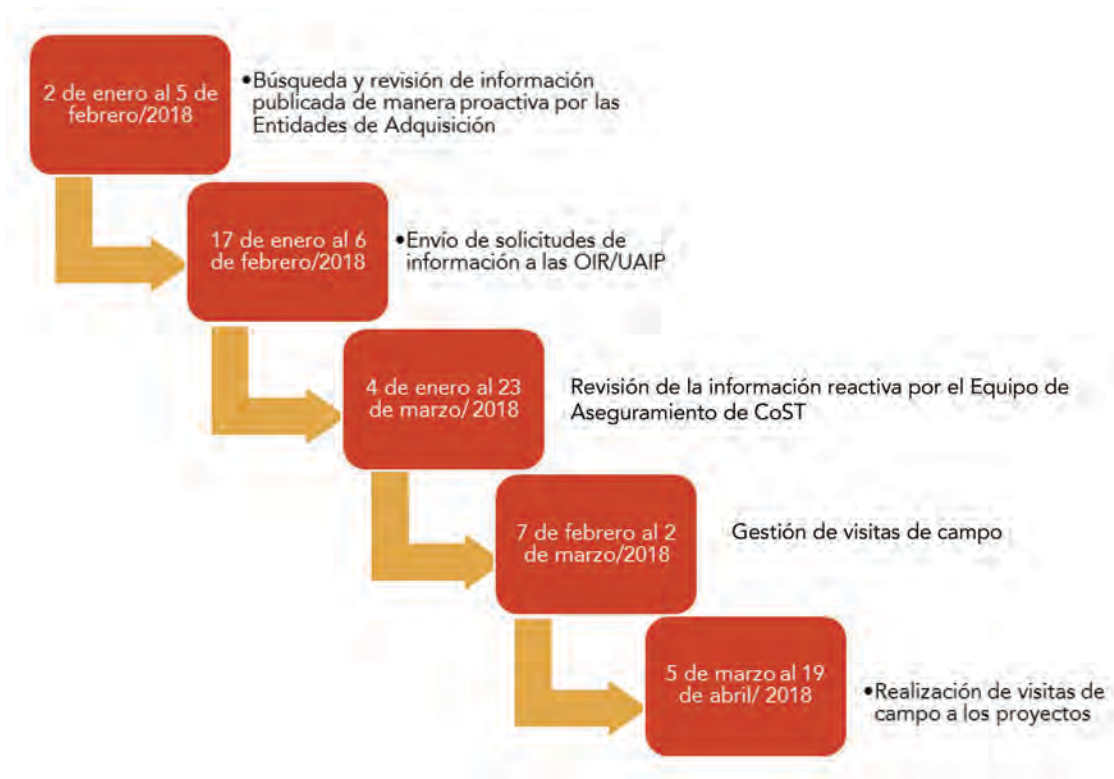 2 de enero al 5 de
febrero/2018
•Búsqueda y revisión de información
publicada de manera proactiva por las
Entidades de Adquisición
17 de enero al 6
de febrero/2018
•Envío de solicitudes de
información a las OIR/UAIP
4 de enero al 23
de marzo/ 2018
Revisión de la información reactiva por el Equipo de
Aseguramiento de CoST
7 de febrero al 2
de marzo/2018
Gestión de visitas de campo
5 de marzo al 19
de abril/ 2018
•Realización de visitas de
campo a los proyectos